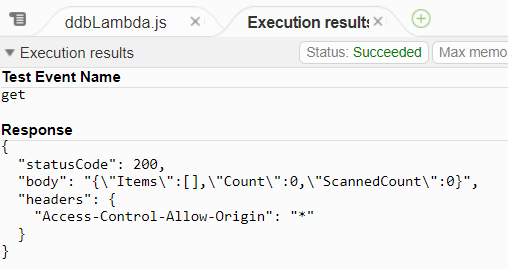 ddbLambda.js
Execution results
Execution results
Status: Succeeded
Max memo
Test Event Name
get
Response
{
  "statusCode": 200,
  "body": "{\"Items\":[],\"Count\":0,\"ScannedCount\":0}",
  "headers": {
    "Access-Control-Allow-Origin": "*"
  }
}